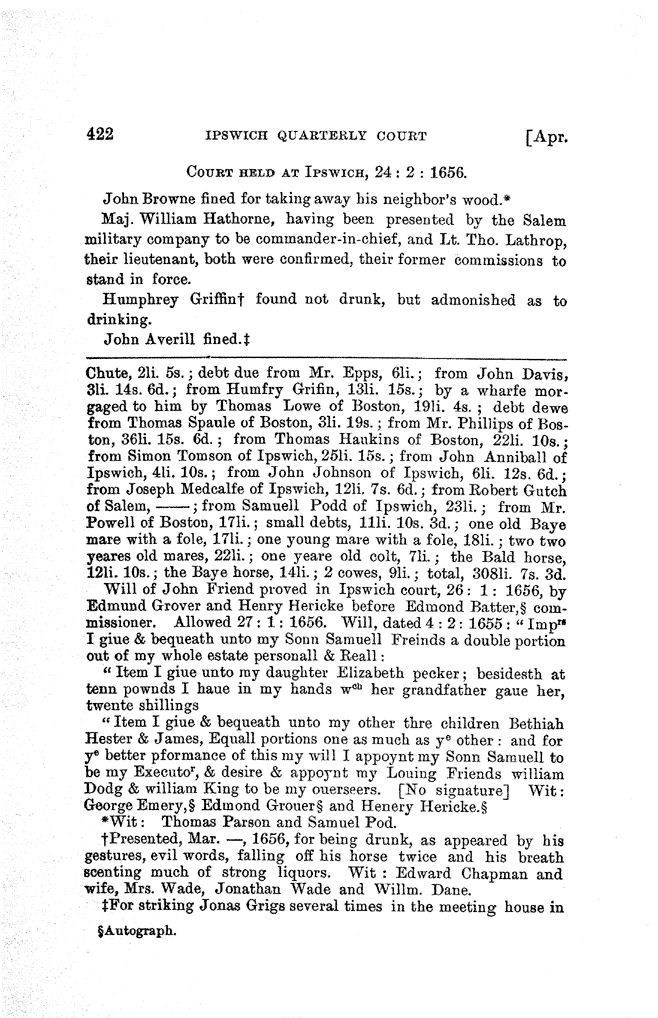 422 IPSWICH QUARTERLY COURT [Apr.
COURT HELD AT IPSWICH, 24 : 2 : 1656.
John Browne fined for taking away his neighbor's wood.*
Maj. William Hathorne, having been presented by the Salem
military company to be commander-in-chief, and Lt. Tho. Lathrop,
their lieutenant, both were confirmed, their former commissions to
stand in force.
Humphrey Griffin† found not drunk, but admonished as to
drinking.
John Averill fined.‡
Chute, 2li. 5s. ; debt due from Mr. Epps, 6li. ; from John Davis,
3li. 14s. 6d. ; from Humfry Grifin, 13li. 15s. ; by a wharfe mor-
gaged to him by Thomas Lowe of Boston, 19li. 4s. ; debt dewe
from Thomas Spaule of Boston, 3li. 19s. ; from Mr. Phillips of Bos-
ton, 36li. 15s. 6d. ; from Thomas Hankins of Boston, 22li. 10s. ;
from Simon Tomson of Ipswich, 25li. 15s. ; from John Anniball of
Ipswich, 4li. 10s. ; from John Johnson of Ipswich, 6li. 12s. 6d. ;
from Joseph Medcalfe of Ipswich, 12li. 7s. 6d. ; from Robert Gutch
of Salem, —— ; from Samuell Podd of Ipswich, 23li. ; from Mr.
Powell of Boston, 17li. ; small debts, 11li. 10s. 3d. ; one old Baye
mare with a fole, 17li. ; one young mare with a fole, 18li. ; two two
yeares old mares, 22li. ; one yeare old colt, 7li. ; the Bald horse,
12li. 10s. ; the Baye horse, 14li. ; 2 cowes, 9li. ; total, 308li. 7s. 3d.
Will of John Friend proved in Ipswich court, 26 : 1 : 1656, by
Edmund Grover and Henry Hericke before Edmond Batter,§ com-
missioner. Allowed 27 : 1 : 1656. Will, dated 4 : 2 : 1655 : " Impʳˢ
I giue & bequeath unto my Sonn Samuell Freinds a double portion
out of my whole estate personall & Reall :
" Item I giue unto my daughter Elizabeth pecker ; besidesth at
tenn pownds I haue in my hands wᶜʰ her grandfather gaue her,
twente shillings
" Item I giue & bequeath unto my other thre children Bethiah
Hester & James, Equall portions one as much as yᵉ other : and for
yᵉ better pformance of this my will I appoynt my Sonn Samuell to
be my Executoʳ, & desire & appoynt my Louing Friends william
Dodg & william King to be my ouerseers. [No signature] Wit :
George Emery,§ Edmond Grouer§ and Henery Hericke.§
*Wit : Thomas Parson and Samuel Pod.
†Presented, Mar. —, 1656, for being drunk, as appeared by his
gestures, evil words, falling off his horse twice and his breath
scenting much of strong liquors. Wit : Edward Chapman and
wife, Mrs. Wade, Jonathan Wade and Willm. Dane.
‡For striking Jonas Grigs several times in the meeting house in
§Autograph.